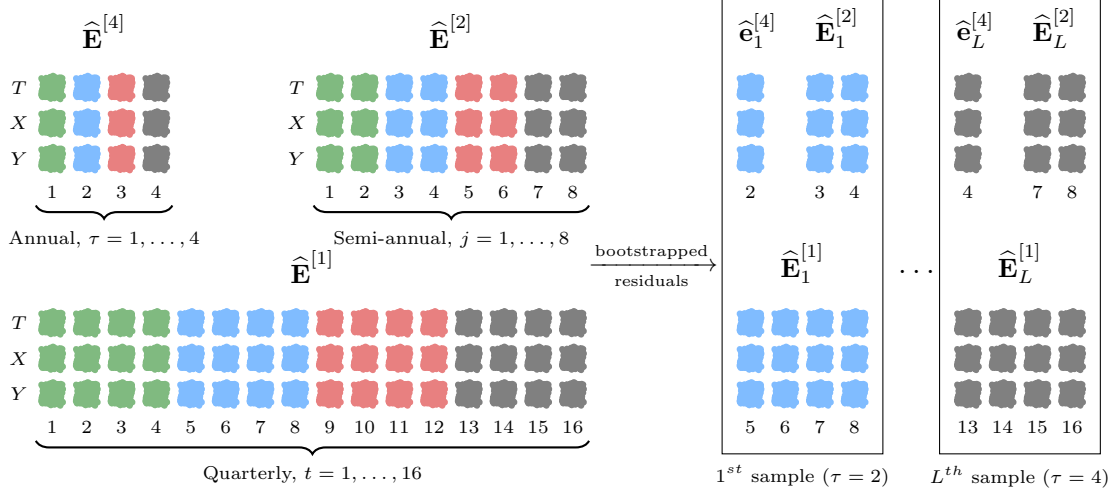 Ê^[4]
T
X
Y
1 2 3 4
Annual, τ = 1, . . . , 4
Ê^[2]
T
X
Y
1 2 3 4 5 6 7 8
Semi-annual, j = 1, . . . , 8
Ê^[1]
T
X
Y
1 2 3 4 5 6 7 8 9 10 11 12 13 14 15 16
Quarterly, t = 1, . . . , 16
bootstrapped
residuals
ê_1^[4] Ê_1^[2]
2 3 4
Ê_1^[1]
5 6 7 8
1^st sample (τ = 2)
. . .
ê_L^[4] Ê_L^[2]
4 7 8
Ê_L^[1]
13 14 15 16
L^th sample (τ = 4)